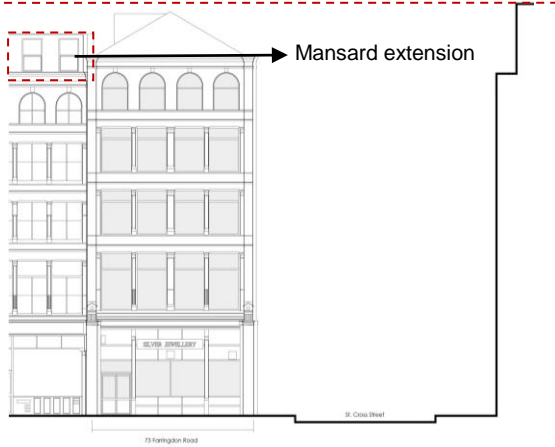 Mansard extension
SILVER JEWELLERY
St. Cross Street
73 Farringdon Road